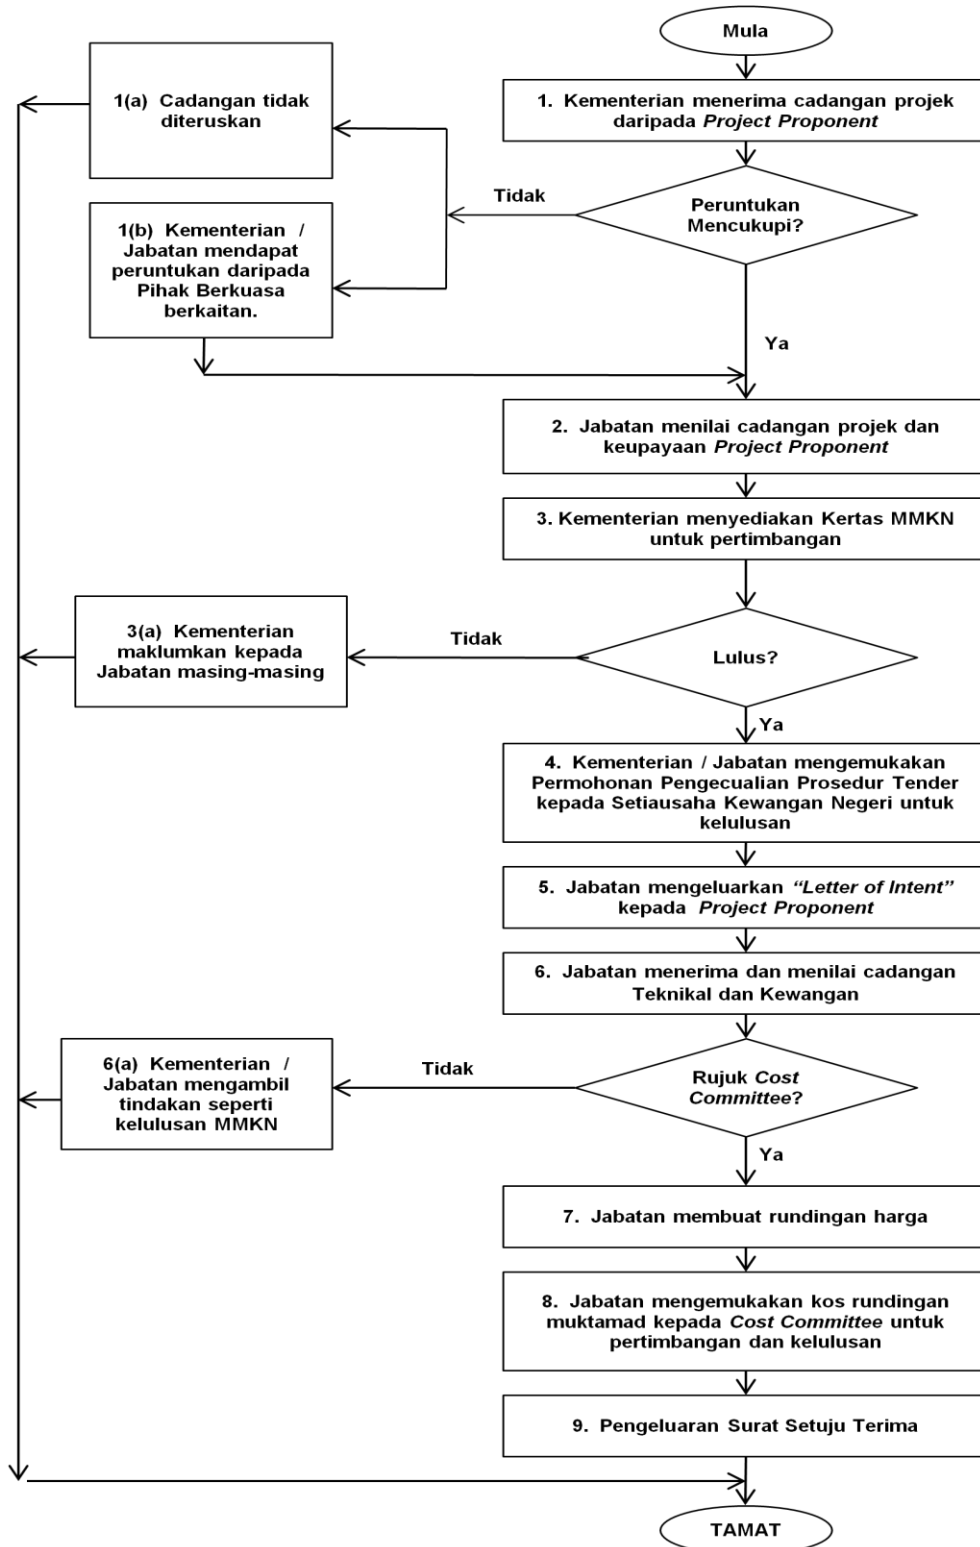 Mula
1. Kementerian menerima cadangan projek
daripada Project Proponent
Peruntukan
Mencukupi?
Tidak
1(a) Cadangan tidak
diteruskan
1(b) Kementerian /
Jabatan mendapat
peruntukan daripada
Pihak Berkuasa
berkaitan.
Ya
2. Jabatan menilai cadangan projek dan
keupayaan Project Proponent
3. Kementerian menyediakan Kertas MMKN
untuk pertimbangan
Lulus?
Tidak
3(a) Kementerian
maklumkan kepada
Jabatan masing-masing
Ya
4. Kementerian / Jabatan mengemukakan
Permohonan Pengecualian Prosedur Tender
kepada Setiausaha Kewangan Negeri untuk
kelulusan
5. Jabatan mengeluarkan “Letter of Intent”
kepada Project Proponent
6. Jabatan menerima dan menilai cadangan
Teknikal dan Kewangan
Rujuk Cost
Committee?
Tidak
6(a) Kementerian /
Jabatan mengambil
tindakan seperti
kelulusan MMKN
Ya
7. Jabatan membuat rundingan harga
8. Jabatan mengemukakan kos rundingan
muktamad kepada Cost Committee untuk
pertimbangan dan kelulusan
9. Pengeluaran Surat Setuju Terima
TAMAT